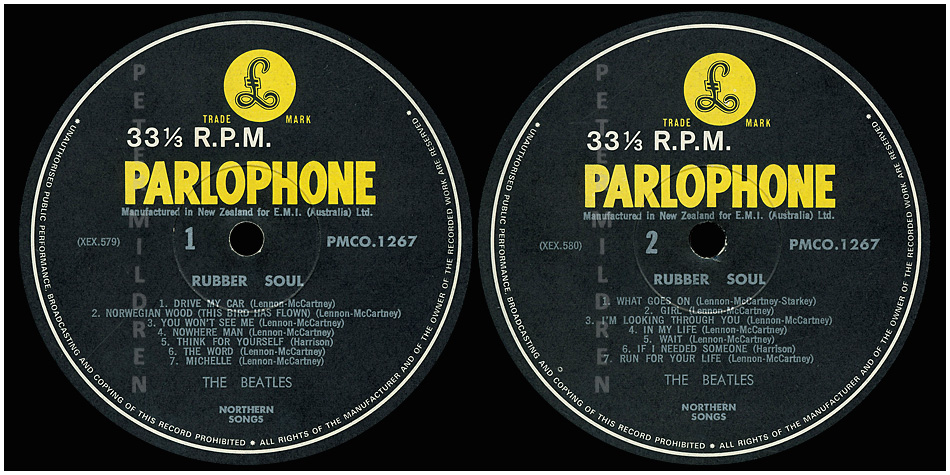 TRADE MARK
33⅓ R.P.M.
PARLOPHONE
Manufactured in New Zealand for E.M.I. (Australia) Ltd.
(XEX.579)
1
PMCO.1267
RUBBER SOUL
1. DRIVE MY CAR (Lennon-McCartney)
2. NORWEGIAN WOOD (THIS BIRD HAS FLOWN) (Lennon-McCartney)
3. YOU WON'T SEE ME (Lennon-McCartney)
4. NOWHERE MAN (Lennon-McCartney)
5. THINK FOR YOURSELF (Harrison)
6. THE WORD (Lennon-McCartney)
7. MICHELLE (Lennon-McCartney)
THE BEATLES
NORTHERN
SONGS
• UNAUTHORISED PUBLIC PERFORMANCE, BROADCASTING AND COPYING OF THIS RECORD PROHIBITED • ALL RIGHTS OF THE MANUFACTURER AND OF THE OWNER OF THE RECORDED WORK ARE RESERVED •
PETE MILDREN
TRADE MARK
33⅓ R.P.M.
PARLOPHONE
Manufactured in New Zealand for E.M.I. (Australia) Ltd.
(XEX.580)
2
PMCO.1267
RUBBER SOUL
1. WHAT GOES ON (Lennon-McCartney-Starkey)
2. GIRL (Lennon-McCartney)
3. I'M LOOKING THROUGH YOU (Lennon-McCartney)
4. IN MY LIFE (Lennon-McCartney)
5. WAIT (Lennon-McCartney)
6. IF I NEEDED SOMEONE (Harrison)
7. RUN FOR YOUR LIFE (Lennon-McCartney)
THE BEATLES
NORTHERN
SONGS
• UNAUTHORISED PUBLIC PERFORMANCE, BROADCASTING AND COPYING OF THIS RECORD PROHIBITED • ALL RIGHTS OF THE MANUFACTURER AND OF THE OWNER OF THE RECORDED WORK ARE RESERVED •
PETE MILDREN